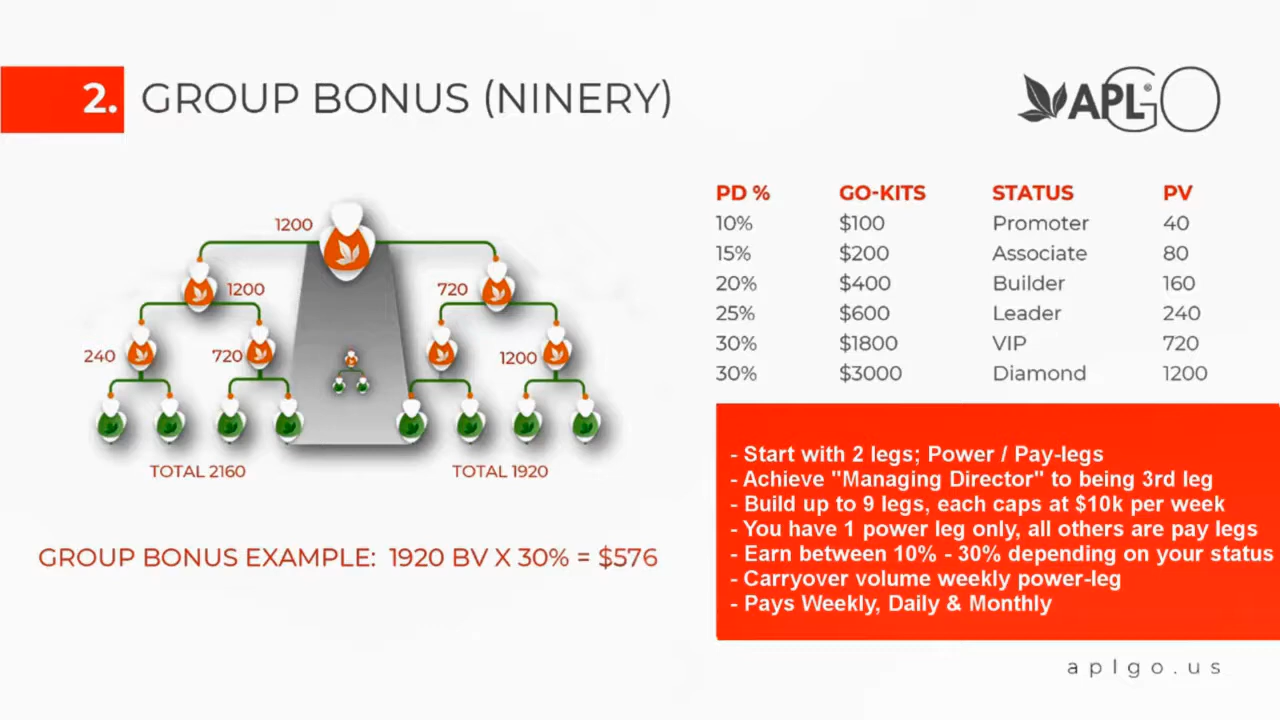 2. GROUP BONUS (NINERY)
APL® GO
1200
1200
720
240
720
1200
TOTAL 2160
TOTAL 1920
GROUP BONUS EXAMPLE: 1920 BV X 30% = $576
PD % GO-KITS STATUS PV
10% $100 Promoter 40
15% $200 Associate 80
20% $400 Builder 160
25% $600 Leader 240
30% $1800 VIP 720
30% $3000 Diamond 1200
- Start with 2 legs; Power / Pay-legs
- Achieve "Managing Director" to being 3rd leg
- Build up to 9 legs, each caps at $10k per week
- You have 1 power leg only, all others are pay legs
- Earn between 10% - 30% depending on your status
- Carryover volume weekly power-leg
- Pays Weekly, Daily & Monthly
aplgo.us